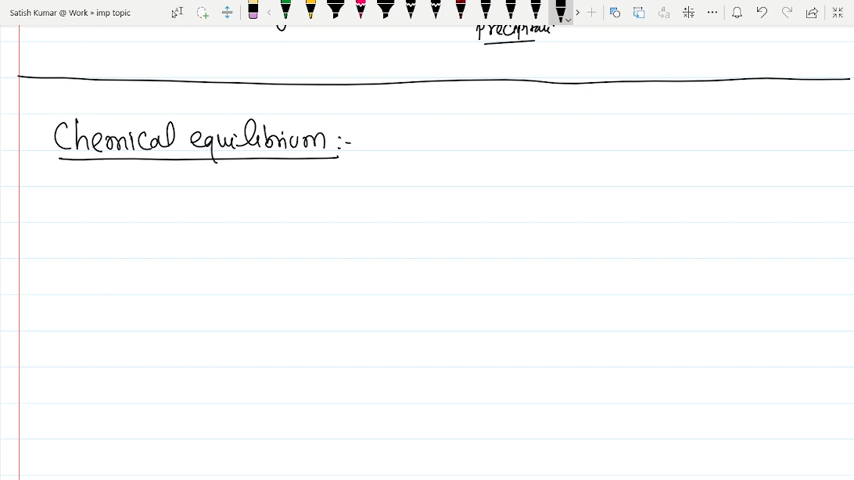 Satish Kumar @ Work » imp topic
Chemical equilibrium :-